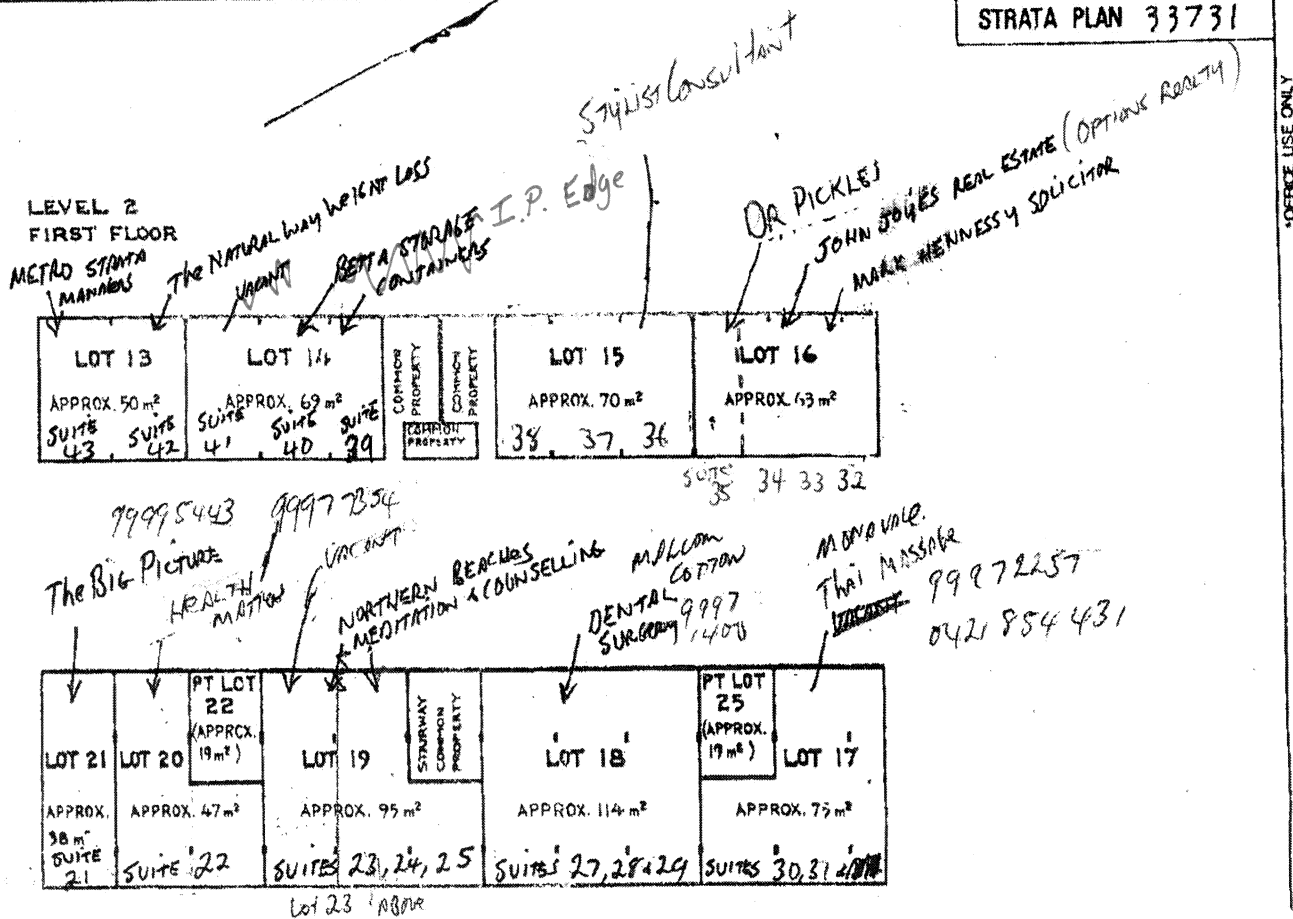 STRATA PLAN 33731
*OFFICE USE ONLY
Stylist Consultant
LEVEL 2
FIRST FLOOR
METRO STRATA
MANAGERS
The NATURAL WAY WEIGHT LOSS
VACANT
BETTA STORAGE
CONTAINERS
I.P. Edge
DR PICKLES
JOHN JOYES REAL ESTATE (OPTIONS REALTY)
MARK HENNESSY SOLICITOR
LOT 13
APPROX. 50 m²
SUITE 43
SUITE 42
LOT 14
APPROX. 69 m²
SUITE 41
SUITE 40
SUITE 39
COMMON PROPERTY
COMMON PROPERTY
COMMON PROPERTY
LOT 15
APPROX. 70 m²
38 37 36
LOT 16
APPROX. 63 m²
SUITE 35 34 33 32
99995443
99977354
The BIG PICTURE
HEALTH
MATTERS
VACANT
NORTHERN BEACHES
MEDITATION & COUNSELLING
MALCOM
COTTON
DENTAL
SURGERY
9997
1400
MONA VALE
THAI MASSAGE
VACANT
99972257
0421 854 431
LOT 21
APPROX.
38 m²
SUITE
21
LOT 20
APPROX. 47 m²
SUITE 22
PT LOT
22
(APPROX.
19 m²)
LOT 19
APPROX. 95 m²
SUITES 23, 24, 25
STAIRWAY
COMMON
PROPERTY
LOT 18
APPROX. 114 m²
SUITES 27, 28 & 29
PT LOT
25
(APPROX.
19 m²)
LOT 17
APPROX. 75 m²
SUITES 30, 31
Lot 23 Above